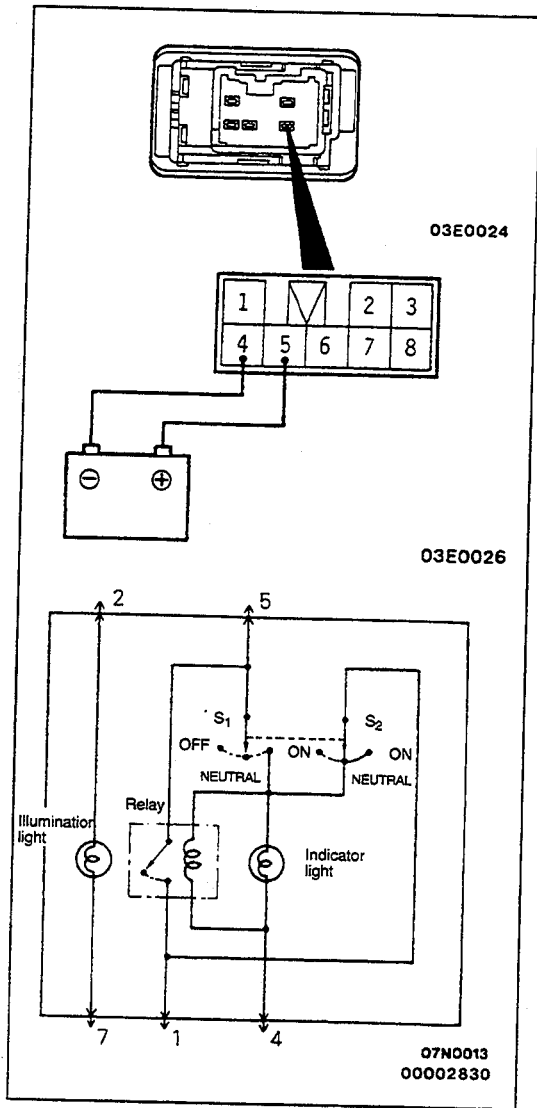 03E0024
1 2 3
4 5 6 7 8
⊖ ⊕
03E0026
2 5
S1 S2
OFF ON ON
NEUTRAL NEUTRAL
Relay
Illumination
light
Indicator
light
7 1 4
07N0013
00002830